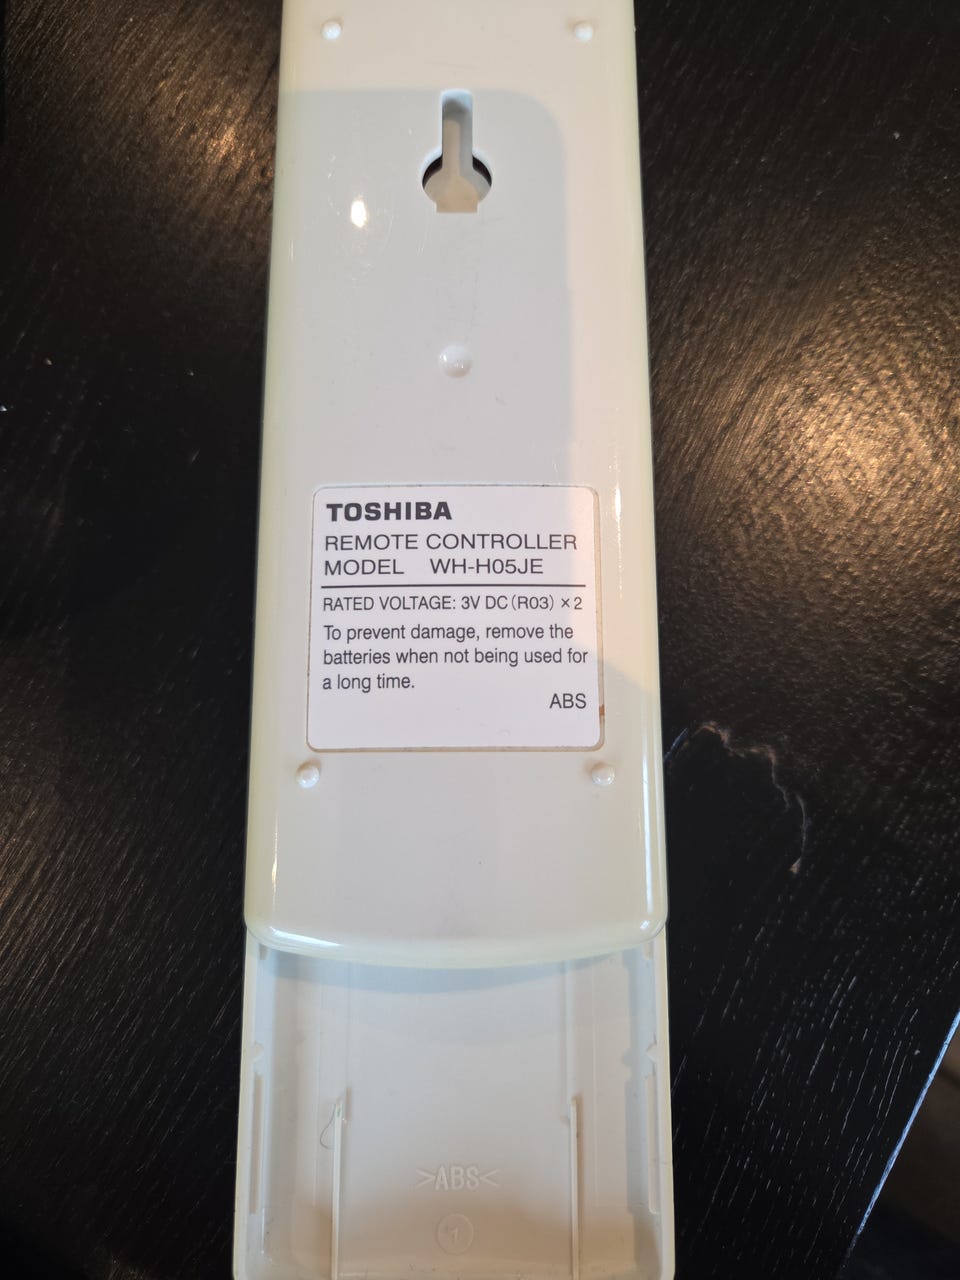 TOSHIBA
REMOTE CONTROLLER
MODEL WH-H05JE
RATED VOLTAGE: 3V DC (R03) ×2
To prevent damage, remove the
batteries when not being used for
a long time.
ABS
>ABS<
1